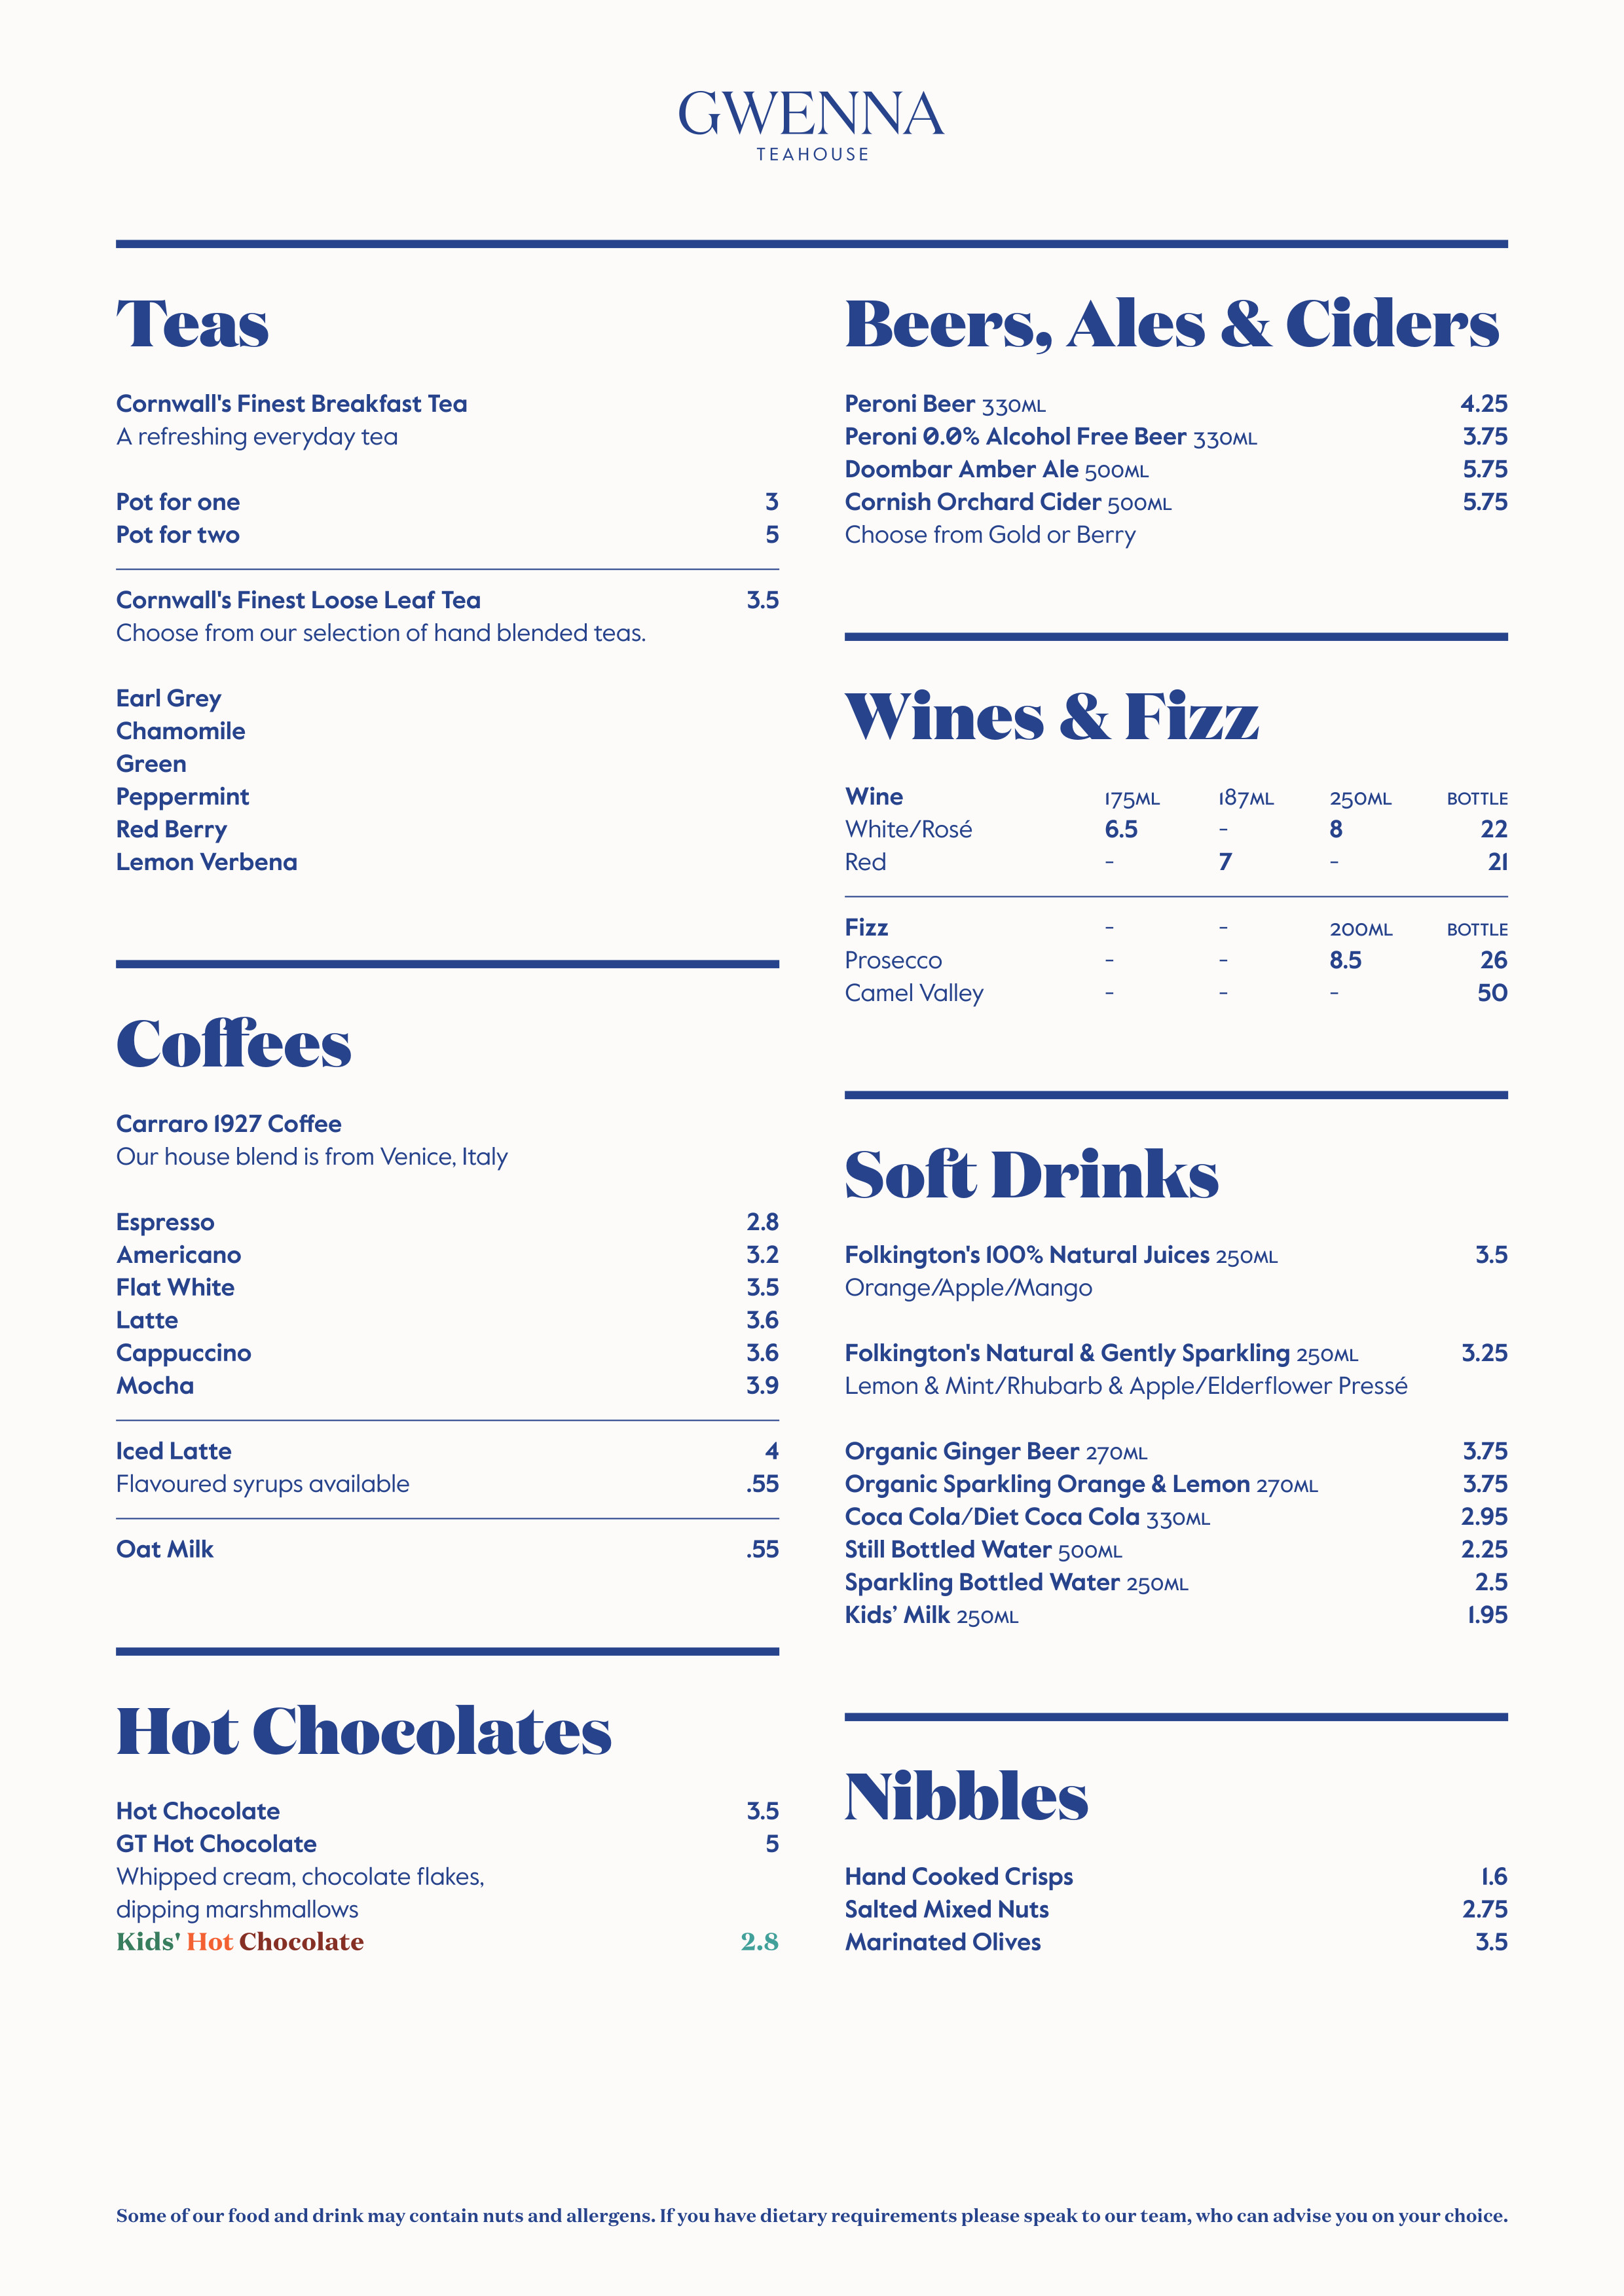 GWENNA
TEAHOUSE
Teas
Cornwall's Finest Breakfast Tea
A refreshing everyday tea
Pot for one 3
Pot for two 5
Cornwall's Finest Loose Leaf Tea 3.5
Choose from our selection of hand blended teas.
Earl Grey
Chamomile
Green
Peppermint
Red Berry
Lemon Verbena
Coffees
Carraro 1927 Coffee
Our house blend is from Venice, Italy
Espresso 2.8
Americano 3.2
Flat White 3.5
Latte 3.6
Cappuccino 3.6
Mocha 3.9
Iced Latte 4
Flavoured syrups available .55
Oat Milk .55
Hot Chocolates
Hot Chocolate 3.5
GT Hot Chocolate 5
Whipped cream, chocolate flakes,
dipping marshmallows
Kids' Hot Chocolate 2.8
Beers, Ales & Ciders
Peroni Beer 330ML 4.25
Peroni 0.0% Alcohol Free Beer 330ML 3.75
Doombar Amber Ale 500ML 5.75
Cornish Orchard Cider 500ML 5.75
Choose from Gold or Berry
Wines & Fizz
Wine 175ML 187ML 250ML BOTTLE
White/Rosé 6.5 - 8 22
Red - 7 - 21
Fizz - - 200ML BOTTLE
Prosecco - - 8.5 26
Camel Valley - - - 50
Soft Drinks
Folkington's 100% Natural Juices 250ML 3.5
Orange/Apple/Mango
Folkington's Natural & Gently Sparkling 250ML 3.25
Lemon & Mint/Rhubarb & Apple/Elderflower Pressé
Organic Ginger Beer 270ML 3.75
Organic Sparkling Orange & Lemon 270ML 3.75
Coca Cola/Diet Coca Cola 330ML 2.95
Still Bottled Water 500ML 2.25
Sparkling Bottled Water 250ML 2.5
Kids’ Milk 250ML 1.95
Nibbles
Hand Cooked Crisps 1.6
Salted Mixed Nuts 2.75
Marinated Olives 3.5
Some of our food and drink may contain nuts and allergens. If you have dietary requirements please speak to our team, who can advise you on your choice.